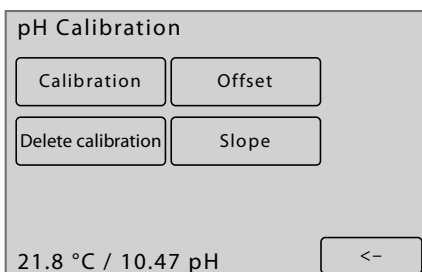 pH Calibration
Calibration Offset
Delete calibration Slope
21.8 °C / 10.47 pH <–